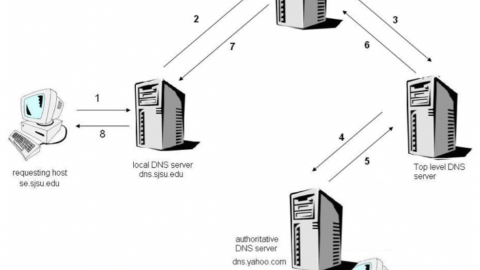 2
3
7
6
1
8
4
5
requesting host
se.sjsu.edu
local DNS server
dns.sjsu.edu
Top level DNS
server
authoritative
DNS server
dns.yahoo.com